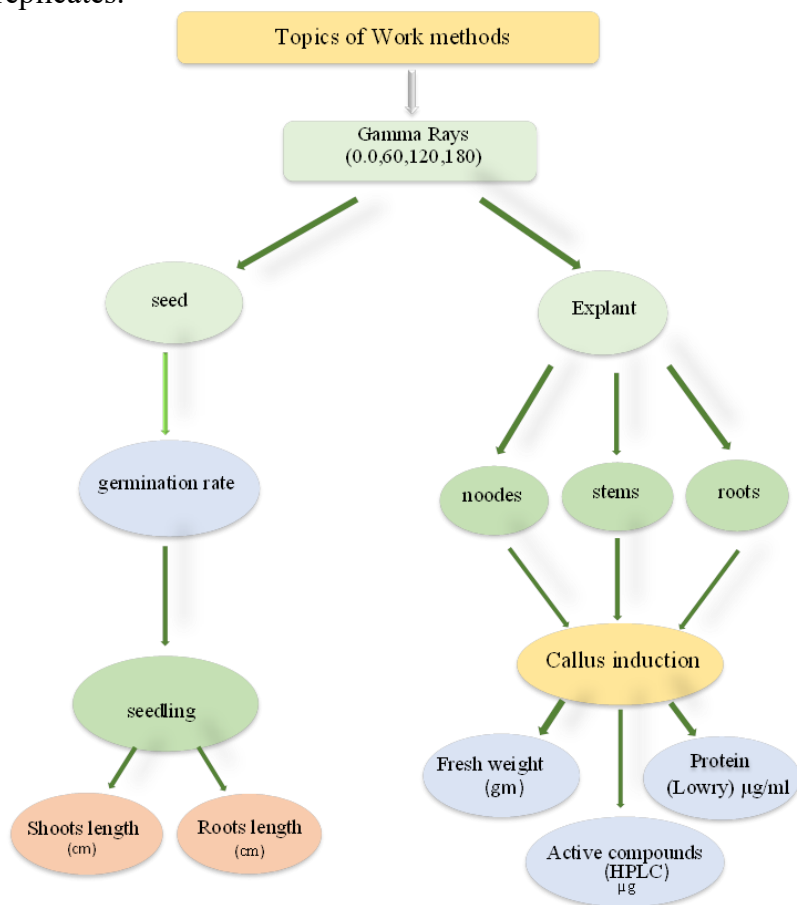 replicates.
Topics of Work methods
Gamma Rays
(0.0,60,120,180)
seed
Explant
germination rate
noodes
stems
roots
Callus induction
seedling
Fresh weight
(gm)
Protein
(Lowry) µg/ml
Shoots length
(cm)
Roots length
(cm)
Active compounds
(HPLC)
µg